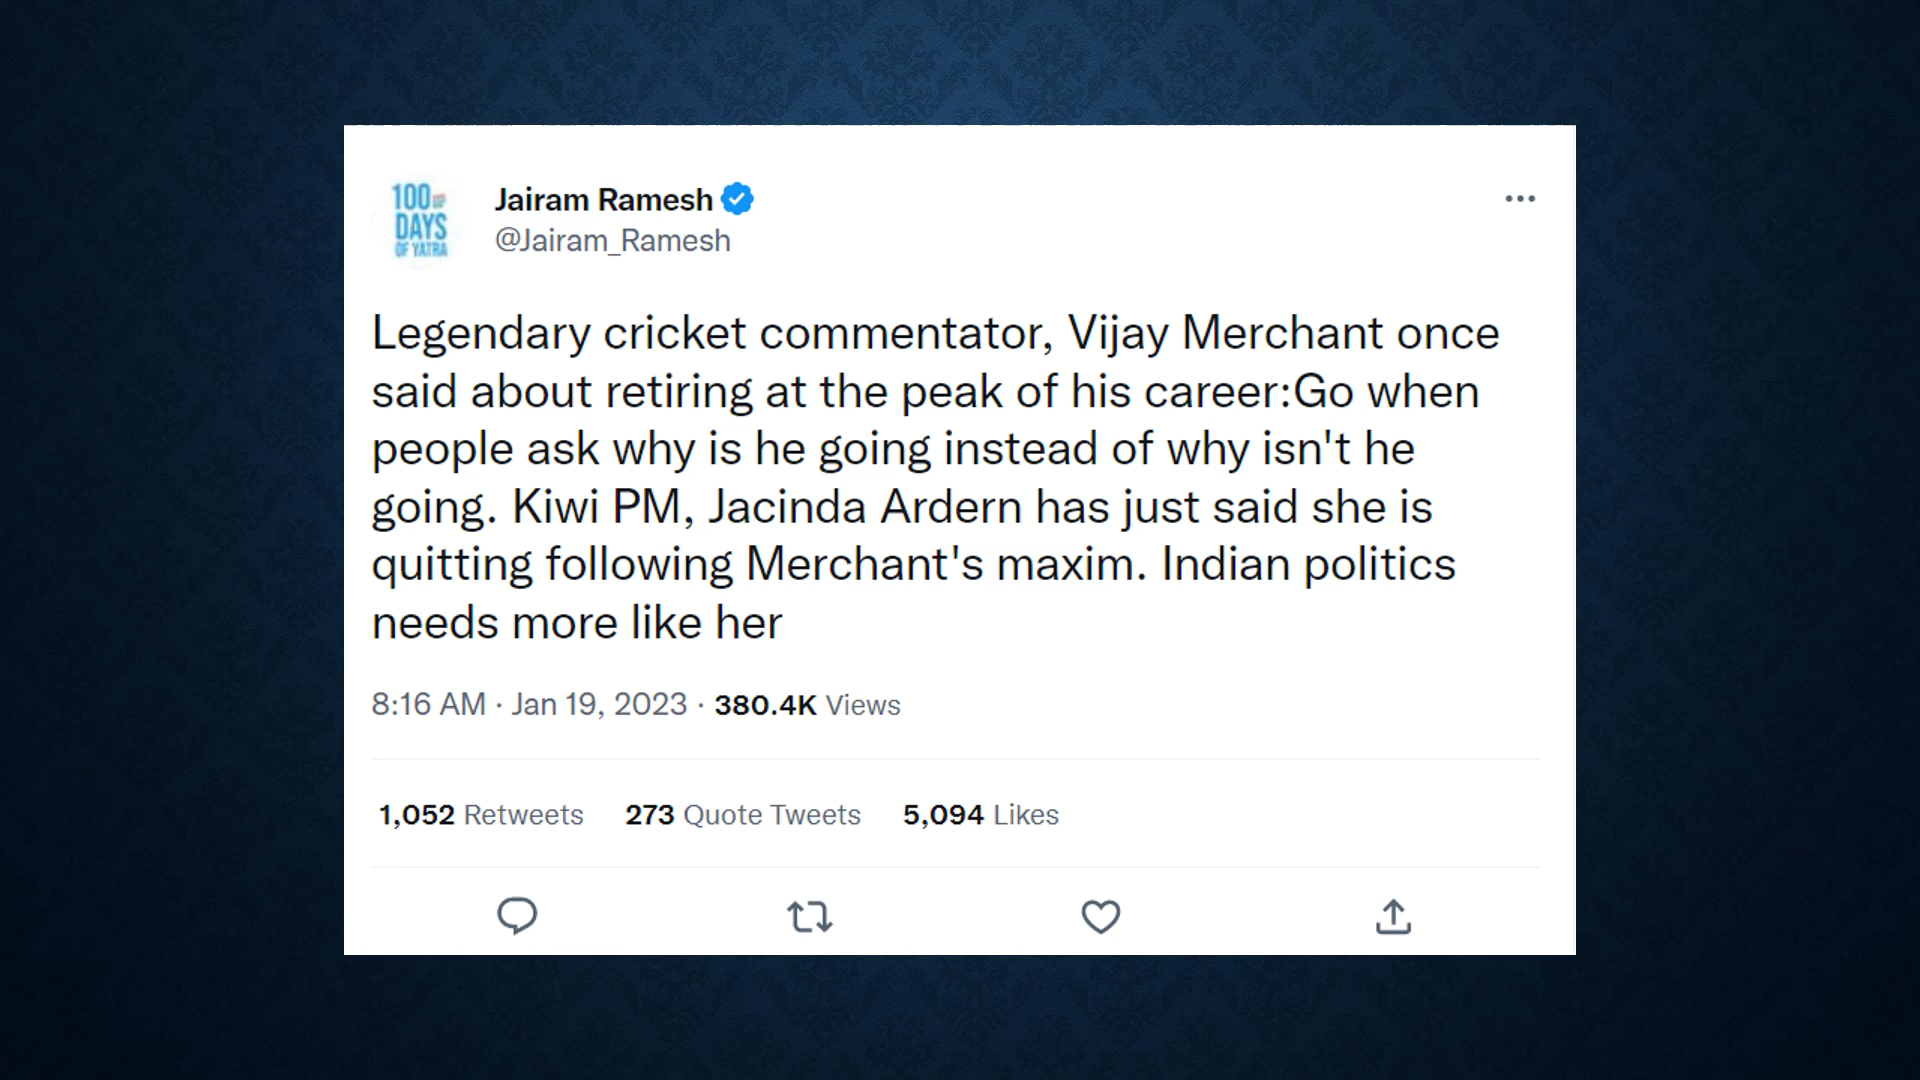 100
DAYS
OF YATRA
Jairam Ramesh
@Jairam_Ramesh
Legendary cricket commentator, Vijay Merchant once
said about retiring at the peak of his career:Go when
people ask why is he going instead of why isn't he
going. Kiwi PM, Jacinda Ardern has just said she is
quitting following Merchant's maxim. Indian politics
needs more like her
8:16 AM · Jan 19, 2023 · 380.4K Views
1,052 Retweets 273 Quote Tweets 5,094 Likes